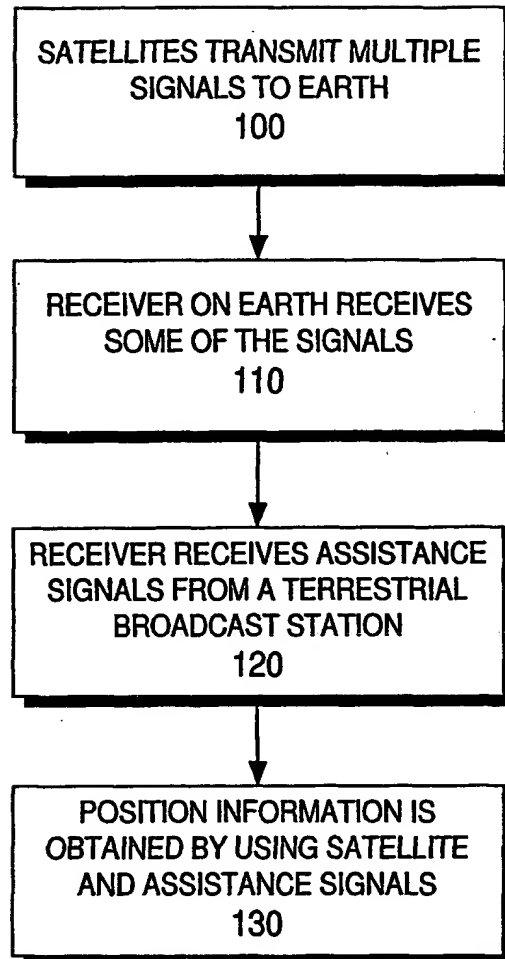 SATELLITES TRANSMIT MULTIPLE
SIGNALS TO EARTH
100
RECEIVER ON EARTH RECEIVES
SOME OF THE SIGNALS
110
RECEIVER RECEIVES ASSISTANCE
SIGNALS FROM A TERRESTRIAL
BROADCAST STATION
120
POSITION INFORMATION IS
OBTAINED BY USING SATELLITE
AND ASSISTANCE SIGNALS
130